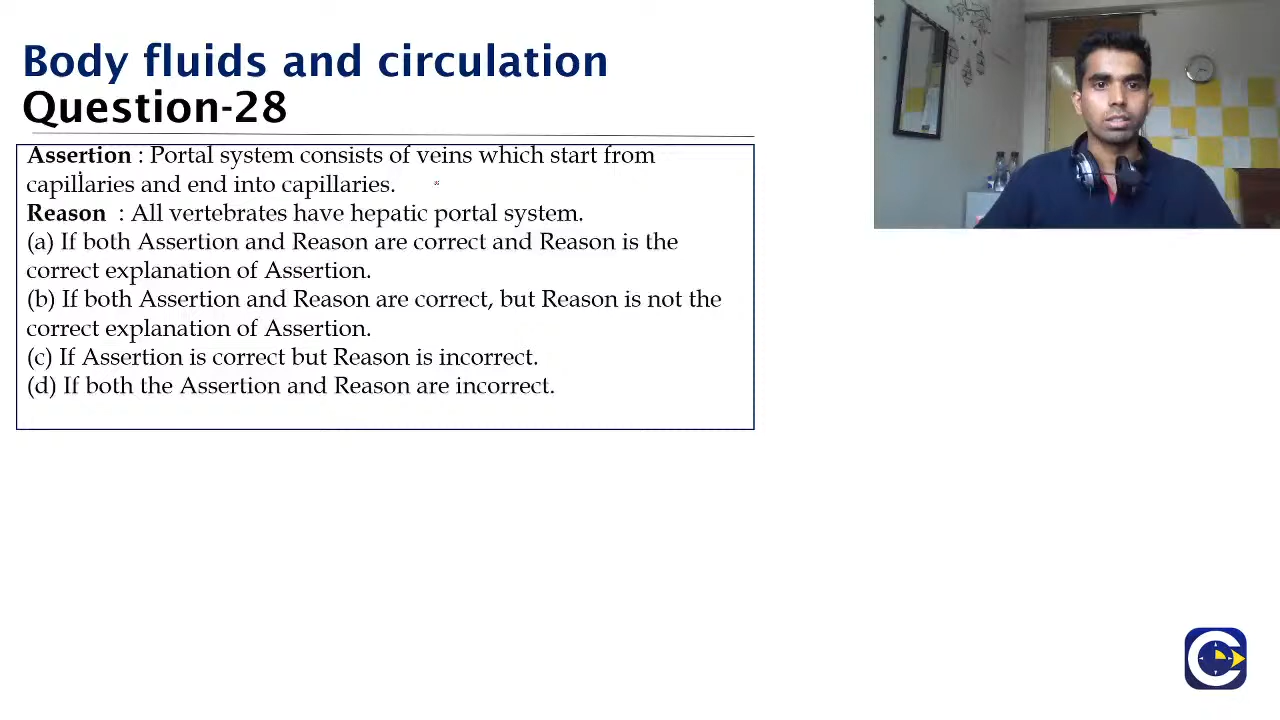 Body fluids and circulation
Question-28
Assertion : Portal system consists of veins which start from
capillaries and end into capillaries.
Reason : All vertebrates have hepatic portal system.
(a) If both Assertion and Reason are correct and Reason is the
correct explanation of Assertion.
(b) If both Assertion and Reason are correct, but Reason is not the
correct explanation of Assertion.
(c) If Assertion is correct but Reason is incorrect.
(d) If both the Assertion and Reason are incorrect.